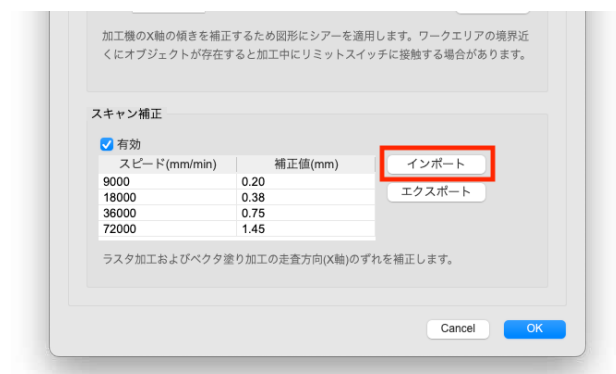 加工機のX軸の傾きを補正するため図形にシアーを適用します。ワークエリアの境界近
くにオブジェクトが存在すると加工中にリミットスイッチに接触する場合があります。
スキャン補正
有効
スピード(mm/min) 補正値(mm)
インポート
9000 0.20
18000 0.38
エクスポート
36000 0.75
72000 1.45
ラスタ加工およびベクタ塗り加工の走査方向(X軸)のずれを補正します。
Cancel OK